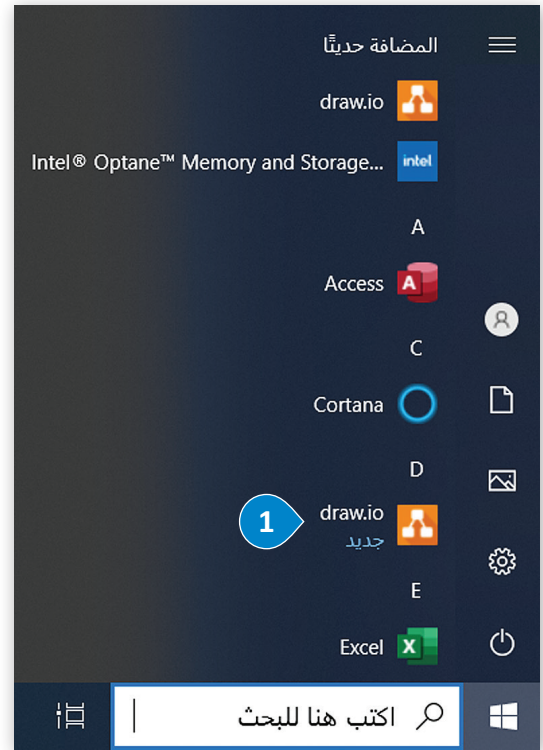 المضافة حديثًا
draw.io
Intel® Optane™ Memory and Storage...
intel
A
Access
A
C
Cortana
D
draw.io
جديد
1
E
Excel
X
اكتب هنا للبحث